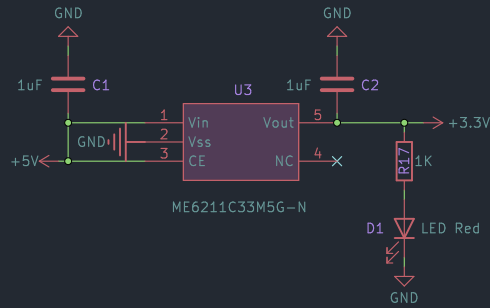 GND
GND
1uF C1
1uF C2
U3
1 Vin Vout 5
+3.3V
GND 2 Vss
+5V 3 CE NC 4
R17 1K
ME6211C33M5G-N
D1 LED Red
GND